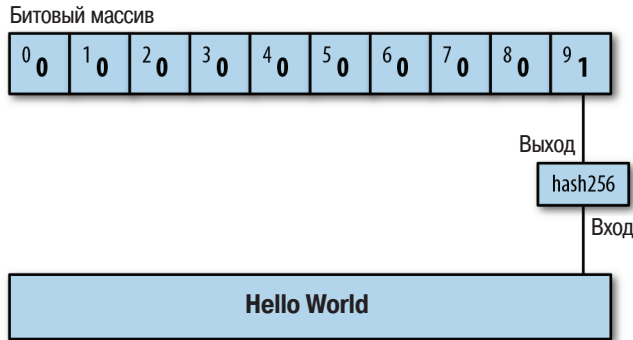 Битовый массив
0 0 1 0 2 0 3 0 4 0 5 0 6 0 7 0 8 0 9 1
Выход
hash256
Вход
Hello World